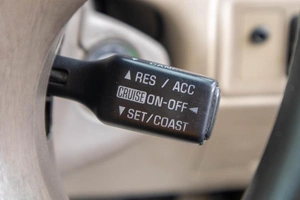 ▲ RES / ACC
CRUISE ON-OFF ◄
▼ SET/COAST